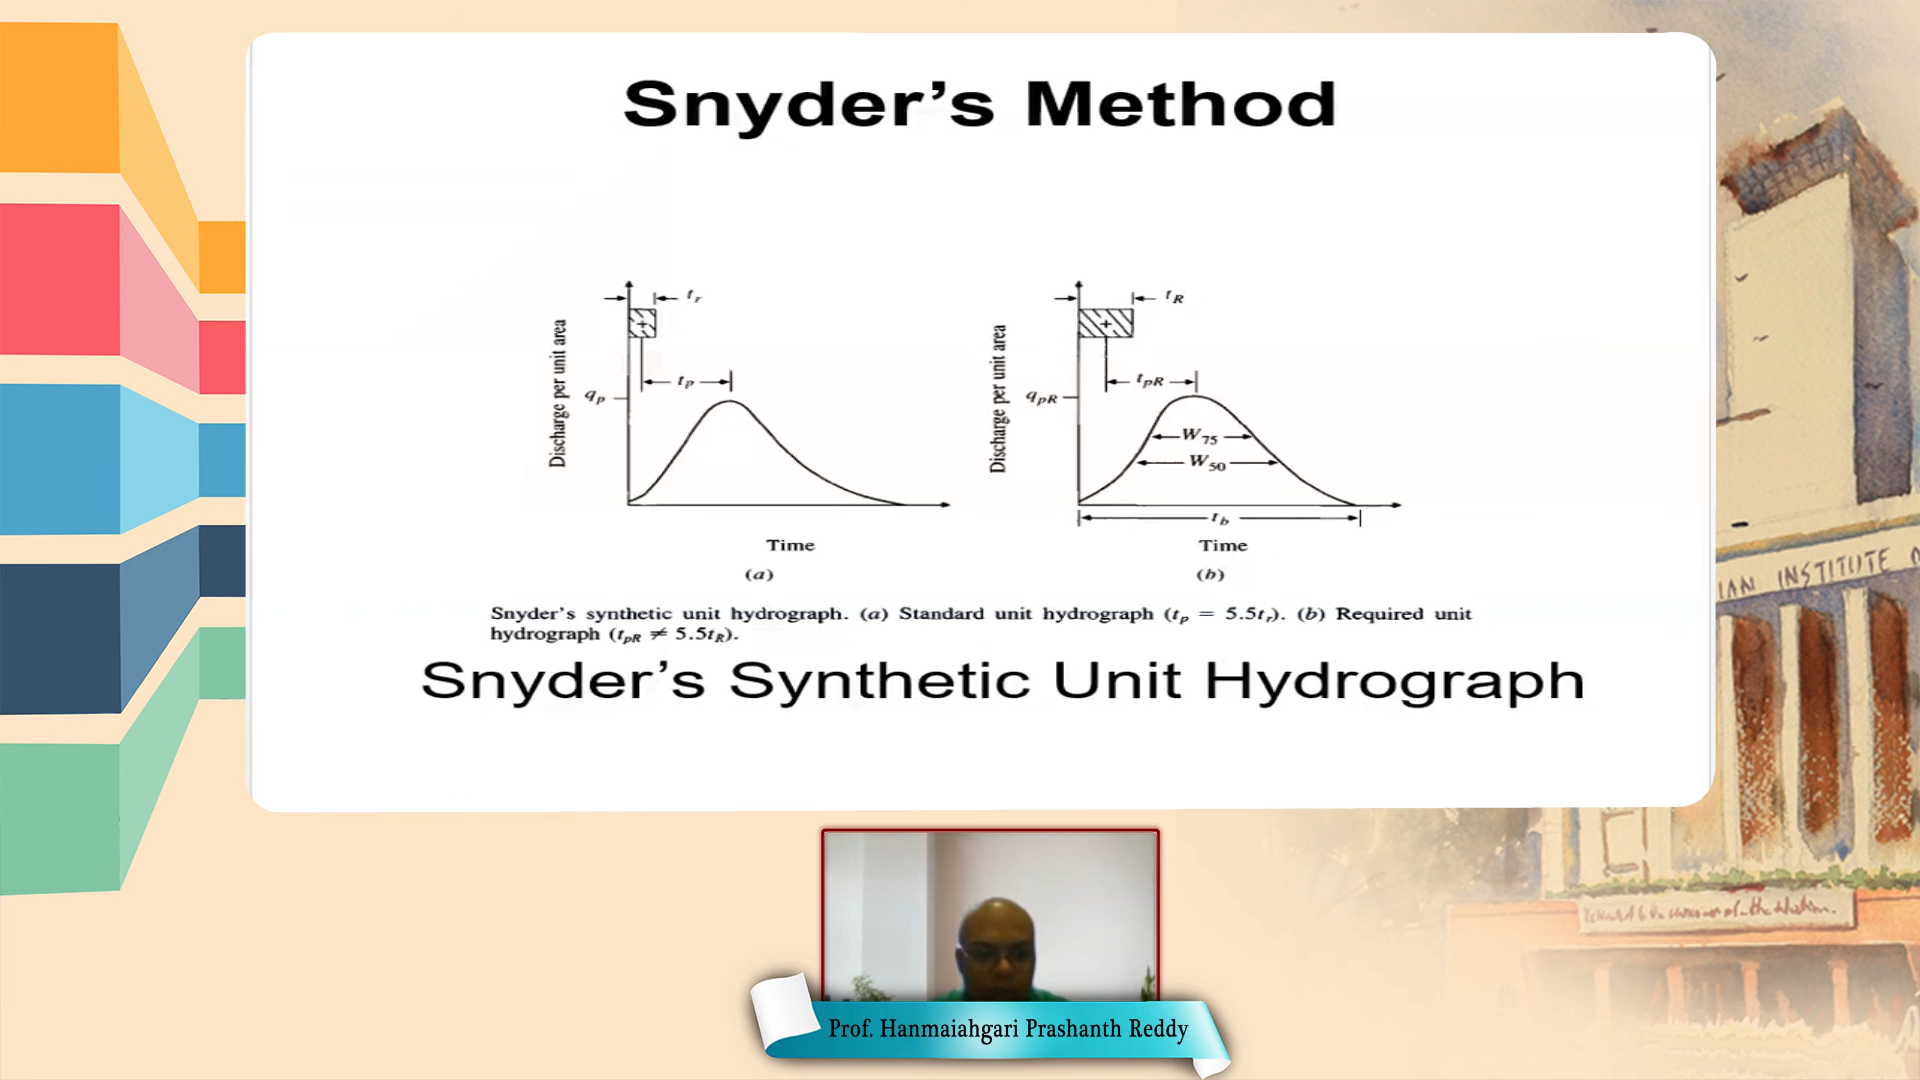 Snyder’s Method
t_r
Discharge per unit area
t_p
q_p
Time
(a)
t_R
Discharge per unit area
t_pR
q_pR
W_75
W_50
t_b
Time
(b)
Snyder’s synthetic unit hydrograph. (a) Standard unit hydrograph (t_p = 5.5t_r). (b) Required unit
hydrograph (t_pR ≠ 5.5t_R).
Snyder’s Synthetic Unit Hydrograph
IAN INSTITUTE O
Prof. Hanmaiahgari Prashanth Reddy